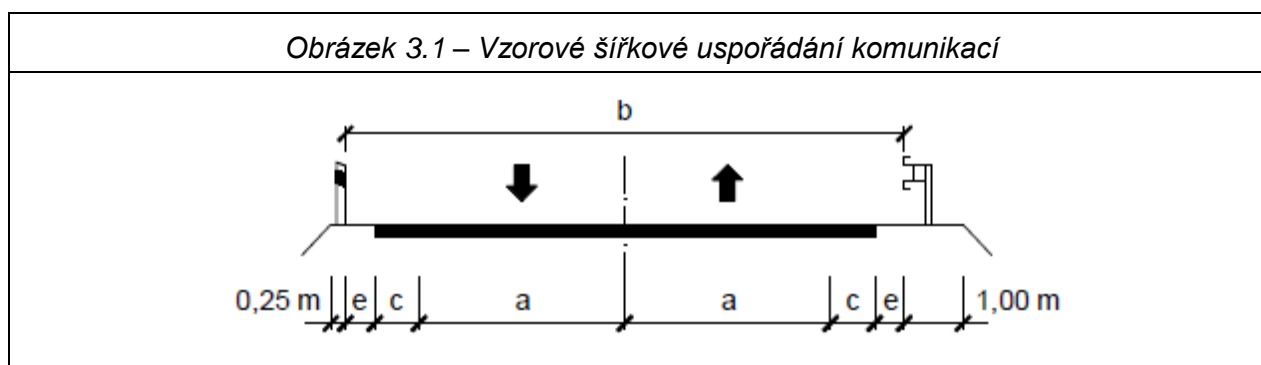 Obrázek 3.1 – Vzorové šířkové uspořádání komunikací
b
0,25 m e c a a c e 1,00 m